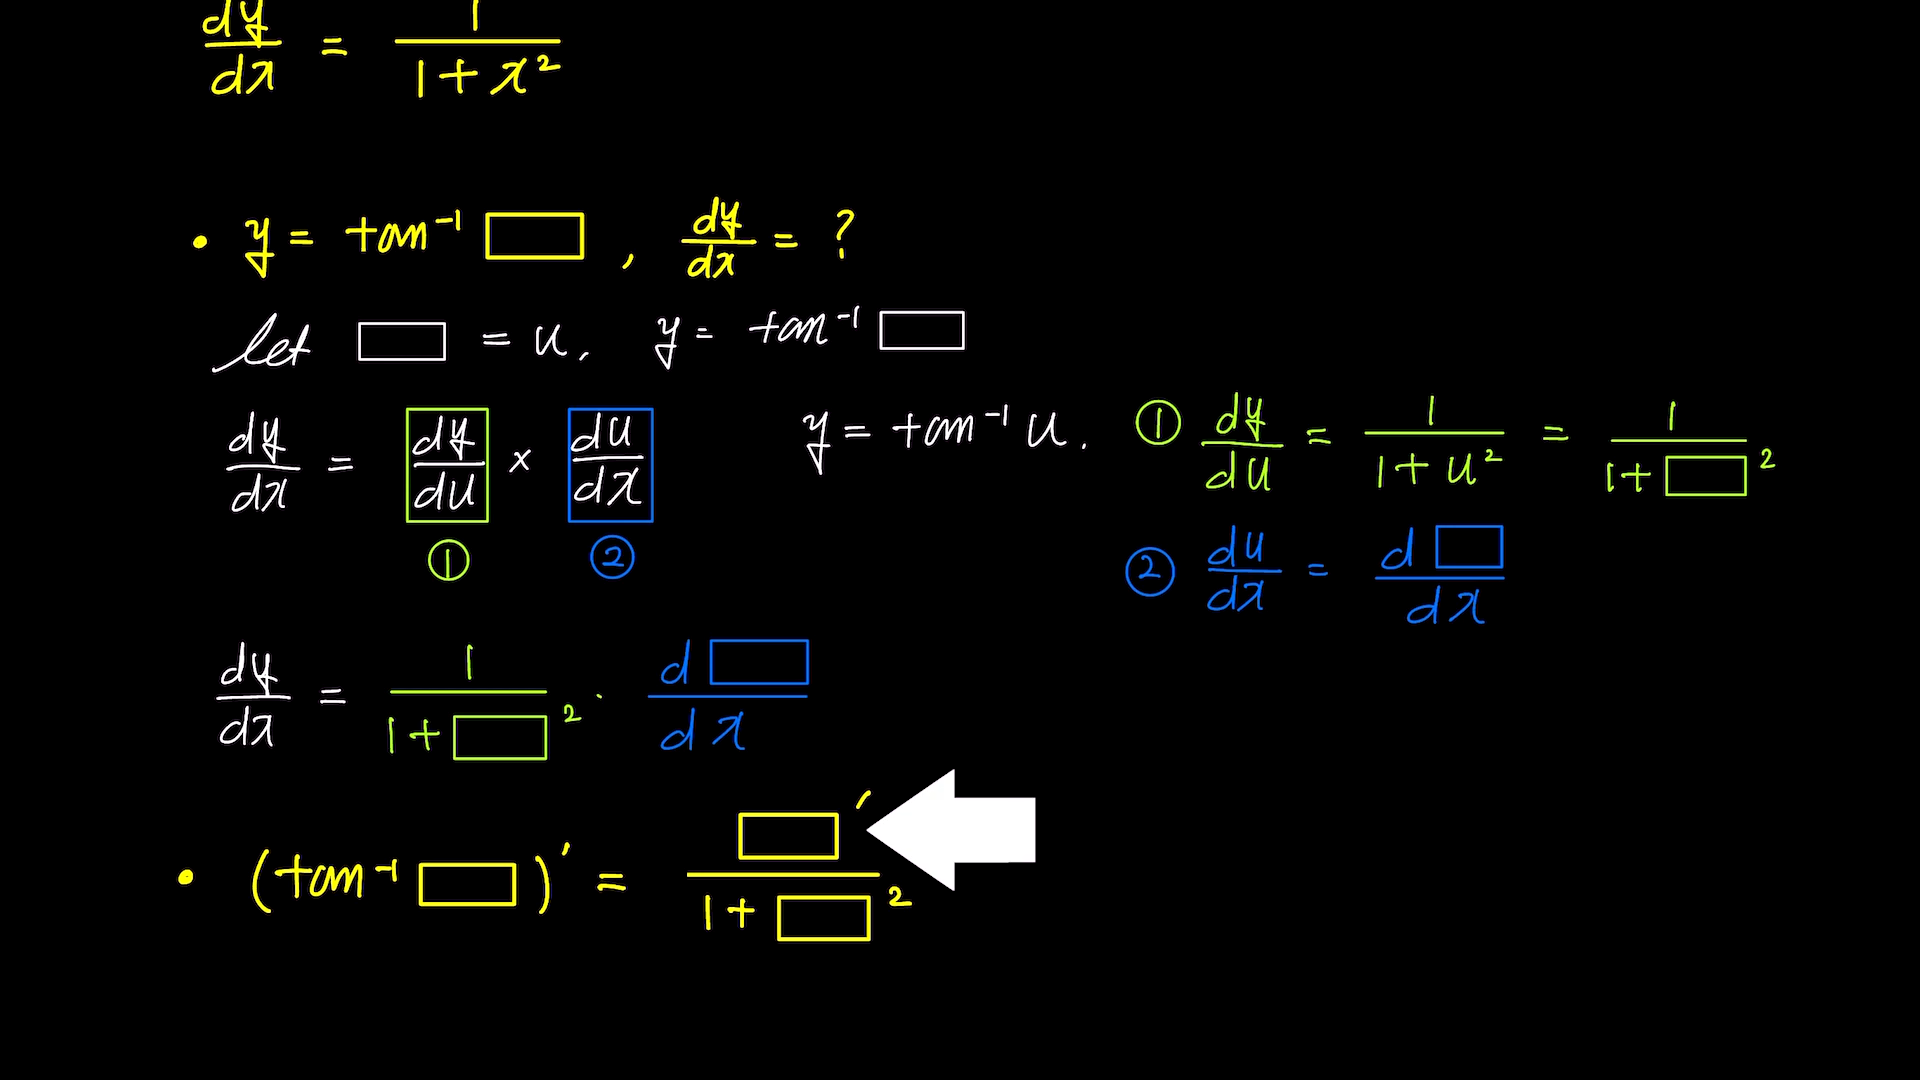 dy/dx = 1/(1+x²)
• y = tan⁻¹ □ , dy/dx = ?
let □ = u, y = tan⁻¹ □
dy/dx = dy/du × du/dx
① ②
y = tan⁻¹ u.
① dy/du = 1/(1+u²) = 1/(1+□²)
② du/dx = d□/dx
dy/dx = 1/(1+□²) · d□/dx
• (tan⁻¹ □)′ = □′/(1+□²)